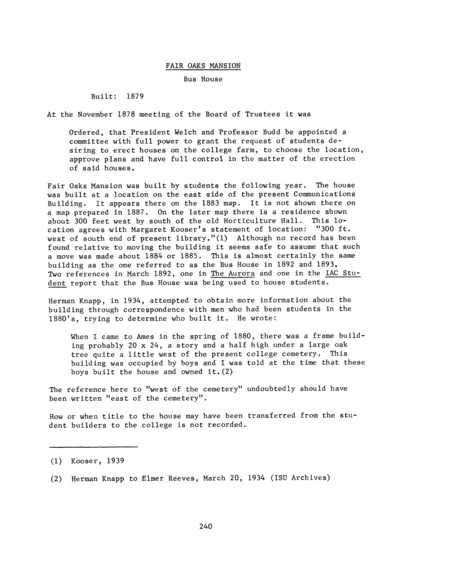 FAIR OAKS MANSION
Bus House
Built: 1879
At the November 1878 meeting of the Board of Trustees it was
Ordered, that President Welch and Professor Budd be appointed a
committee with full power to grant the request of students de-
siring to erect houses on the college farm, to choose the location,
approve plans and have full control in the matter of the erection
of said houses.
Fair Oaks Mansion was built by students the following year. The house
was built at a location on the east side of the present Communications
Building. It appears there on the 1883 map. It is not shown there on
a map prepared in 1887. On the later map there is a residence shown
about 300 feet west by south of the old Horticulture Hall. This lo-
cation agrees with Margaret Kooser's statement of location: "300 ft.
west of south end of present library."(1) Although no record has been
found relative to moving the building it seems safe to assume that such
a move was made about 1884 or 1885. This is almost certainly the same
building as the one referred to as the Bus House in 1892 and 1893.
Two references in March 1892, one in The Aurora and one in the IAC Stu-
dent report that the Bus House was being used to house students.
Herman Knapp, in 1934, attempted to obtain more information about the
building through correspondence with men who had been students in the
1880's, trying to determine who built it. He wrote:
When I came to Ames in the spring of 1880, there was a frame build-
ing probably 20 x 24, a story and a half high under a large oak
tree quite a little west of the present college cemetery. This
building was occupied by boys and I was told at the time that these
boys built the house and owned it.(2)
The reference here to "west of the cemetery" undoubtedly should have
been written "east of the cemetery".
How or when title to the house may have been transferred from the stu-
dent builders to the college is not recorded.
(1) Kooser, 1939
(2) Herman Knapp to Elmer Reeves, March 20, 1934 (ISU Archives)
240